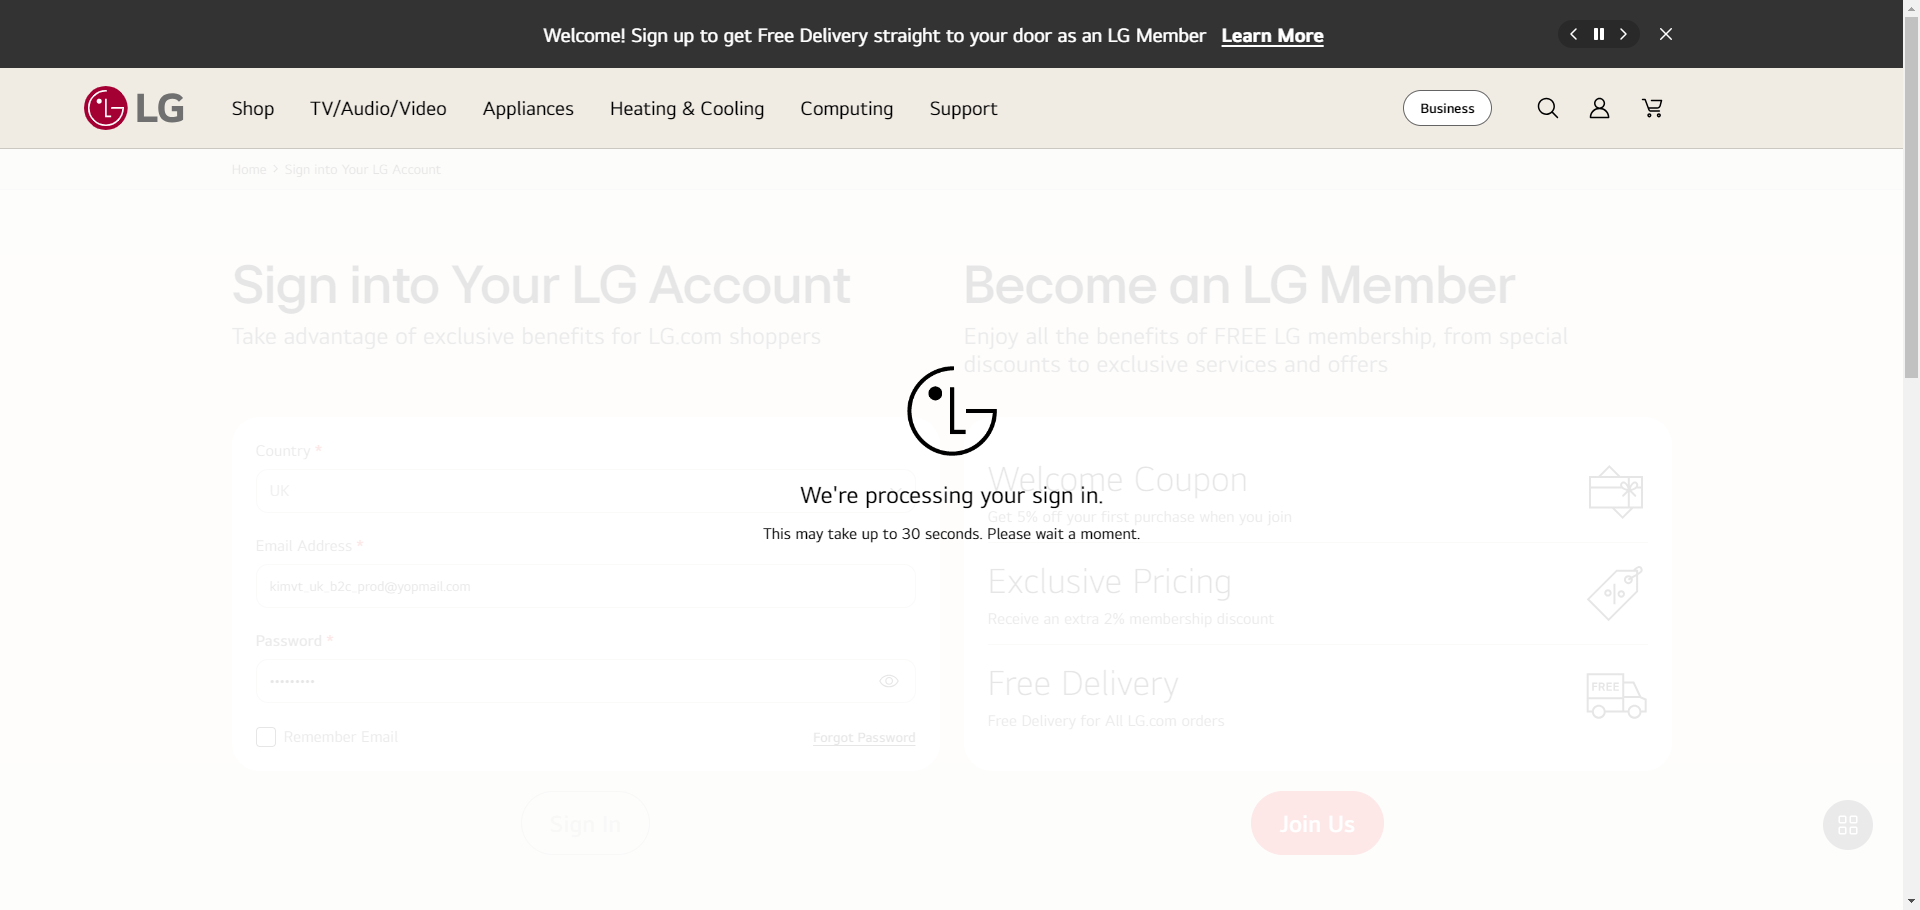 Welcome! Sign up to get Free Delivery straight to your door as an LG Member Learn More
LG Shop TV/Audio/Video Appliances Heating & Cooling Computing Support Business
Home > Sign into Your LG Account
Sign into Your LG Account
Take advantage of exclusive benefits for LG.com shoppers
Become an LG Member
Enjoy all the benefits of FREE LG membership, from special
discounts to exclusive services and offers
We're processing your sign in.
This may take up to 30 seconds. Please wait a moment.
Country *
UK
Email Address *
kimvt_uk_b2c_prod@yopmail.com
Password *
•••••••••
Remember Email
Forgot Password
Sign In
Welcome Coupon
Get 5% off your first purchase when you join
Exclusive Pricing
Receive an extra 2% membership discount
Free Delivery
Free Delivery for All LG.com orders
FREE
Join Us